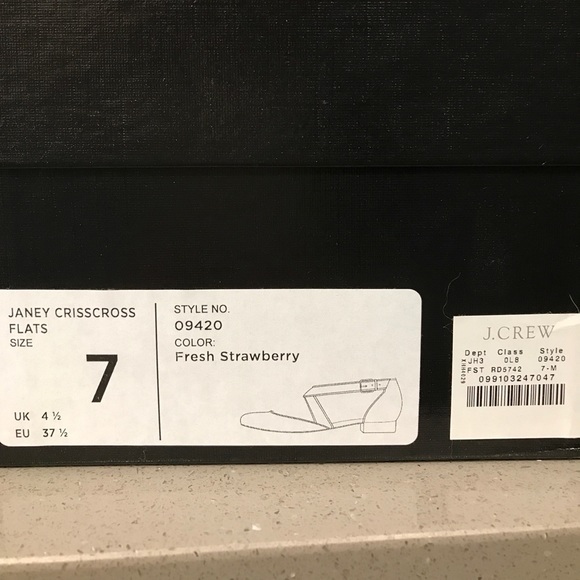 JANEY CRISSCROSS
FLATS
SIZE
7
UK 4 ½
EU 37 ½
STYLE NO.
09420
COLOR:
Fresh Strawberry
J.CREW
Dept Class Style
JH3 0L8 09420
FST RD5742 7-M
099103247047